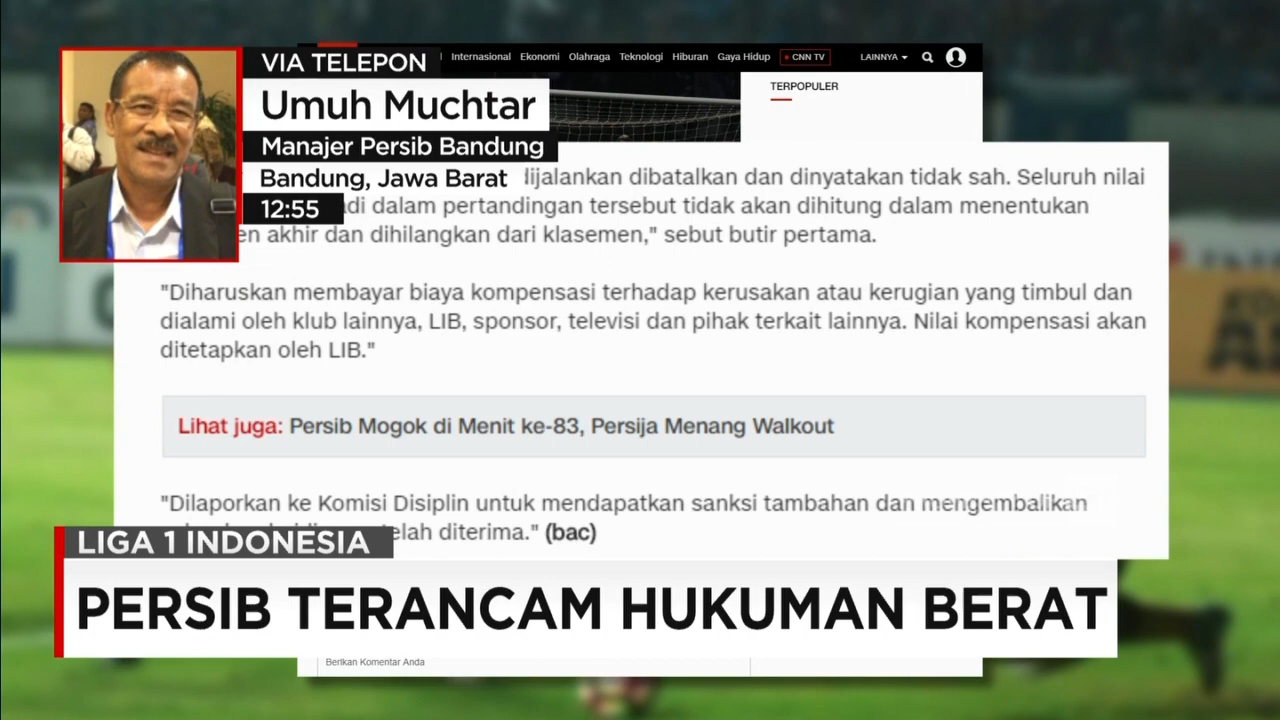 Internasional Ekonomi Olahraga Teknologi Hiburan Gaya Hidup CNN TV LAINNYA
TERPOPULER
VIA TELEPON
Umuh Muchtar
Manajer Persib Bandung
Bandung, Jawa Barat
12:55
dijalankan dibatalkan dan dinyatakan tidak sah. Seluruh nilai
dalam pertandingan tersebut tidak akan dihitung dalam menentukan
akhir dan dihilangkan dari klasemen," sebut butir pertama.
"Diharuskan membayar biaya kompensasi terhadap kerusakan atau kerugian yang timbul dan
dialami oleh klub lainnya, LIB, sponsor, televisi dan pihak terkait lainnya. Nilai kompensasi akan
ditetapkan oleh LIB."
Lihat juga: Persib Mogok di Menit ke-83, Persija Menang Walkout
"Dilaporkan ke Komisi Disiplin untuk mendapatkan sanksi tambahan dan mengembalikan
telah diterima." (bac)
LIGA 1 INDONESIA
PERSIB TERANCAM HUKUMAN BERAT
Berikan Komentar Anda